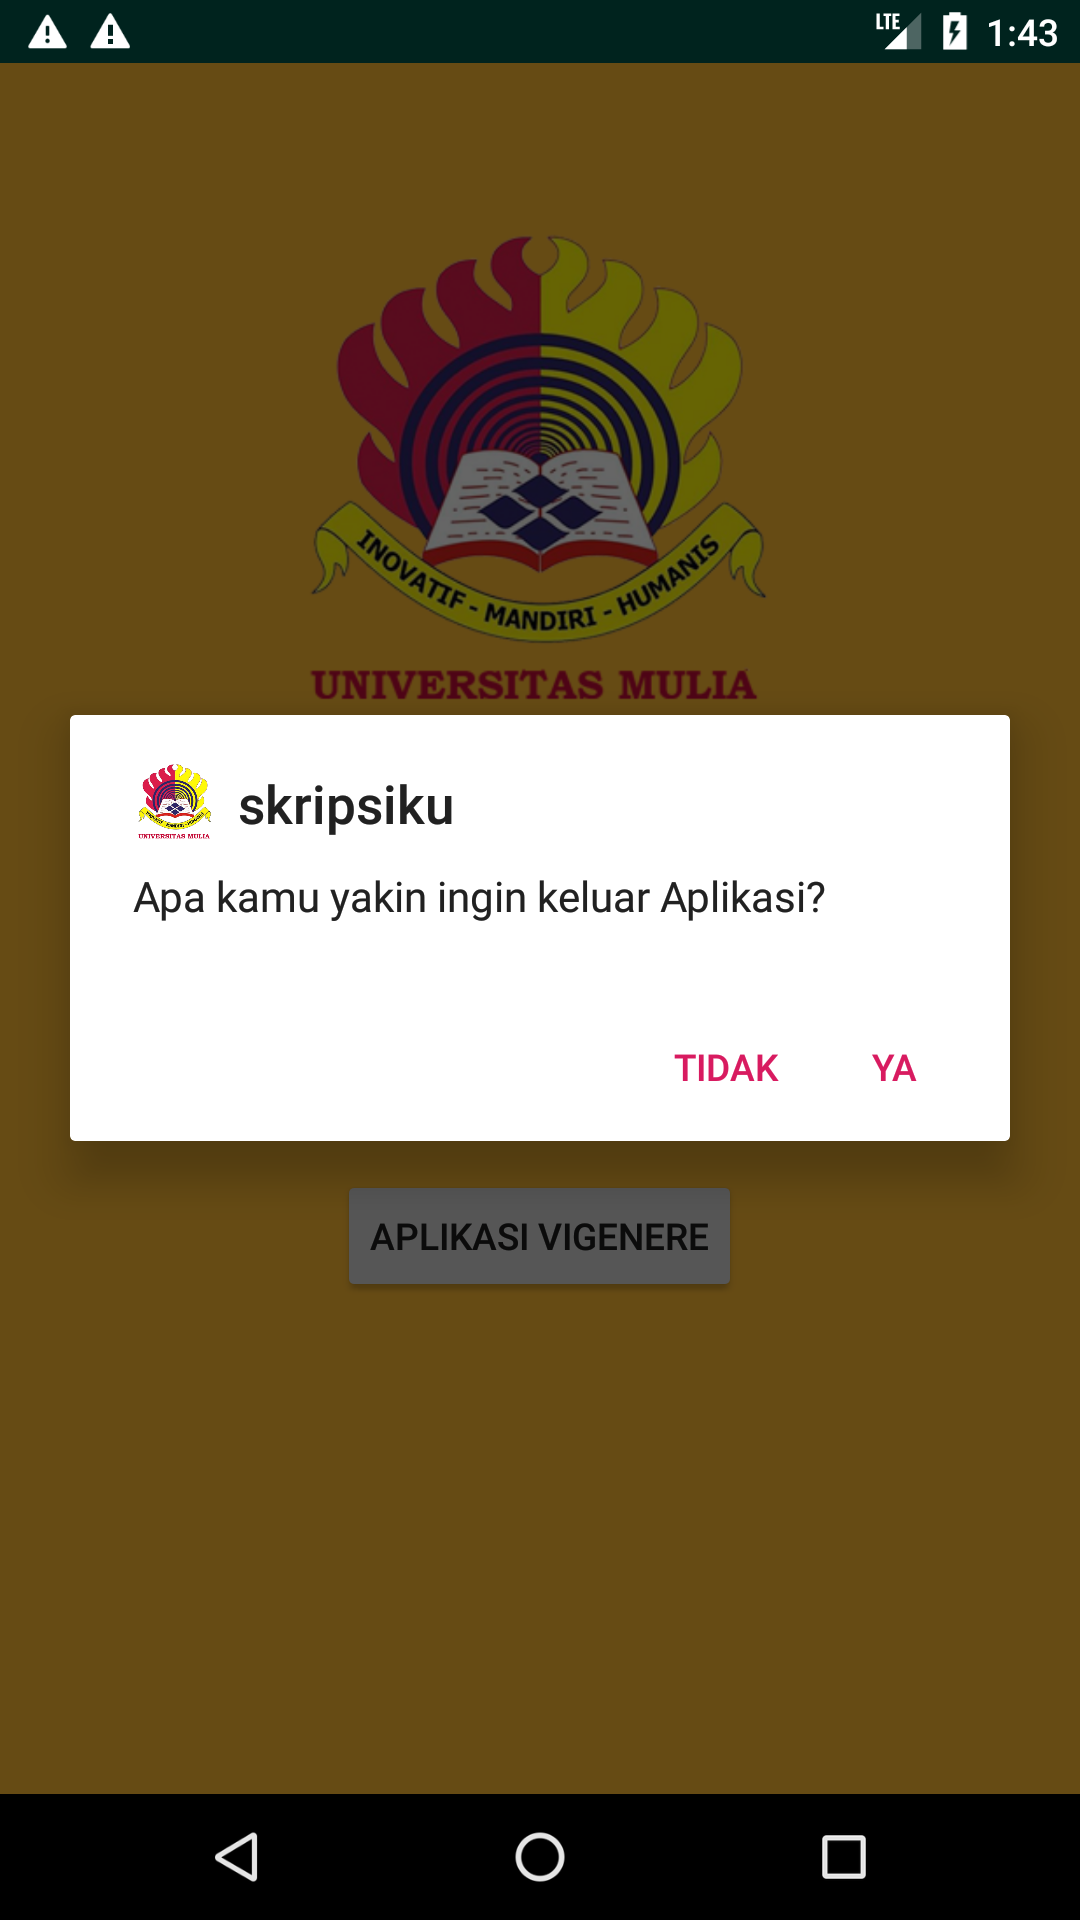 LTE 1:43
INOVATIF - MANDIRI - HUMANIS
UNIVERSITAS MULIA
UNIVERSITAS MULIA
skripsiku
Apa kamu yakin ingin keluar Aplikasi?
TIDAK YA
APLIKASI VIGENERE